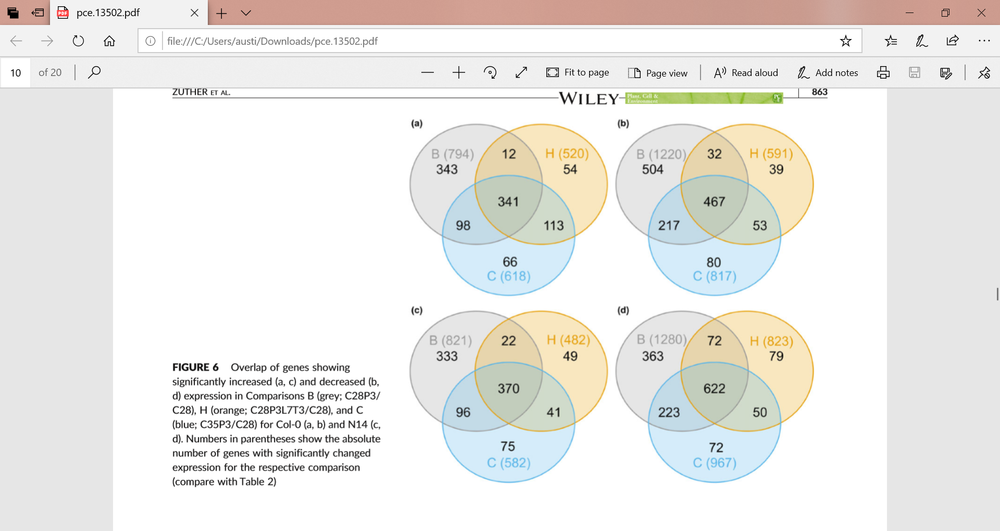 pce.13502.pdf
file:///C:/Users/austi/Downloads/pce.13502.pdf
10 of 20 Fit to page Page view Read aloud Add notes
ZUTHER ET AL. WILEY Plant, Cell & Environment PCE 863
(a)
B (794) 12 H (520)
343 54
341
98 113
66
C (618)
(b)
B (1220) 32 H (591)
504 39
467
217 53
80
C (817)
(c)
B (821) 22 H (482)
333 49
370
96 41
75
C (582)
(d)
B (1280) 72 H (823)
363 79
622
223 50
72
C (967)
FIGURE 6 Overlap of genes showing
significantly increased (a, c) and decreased (b,
d) expression in Comparisons B (grey; C28P3/
C28), H (orange; C28P3L7T3/C28), and C
(blue; C35P3/C28) for Col-0 (a, b) and N14 (c,
d). Numbers in parentheses show the absolute
number of genes with significantly changed
expression for the respective comparison
(compare with Table 2)